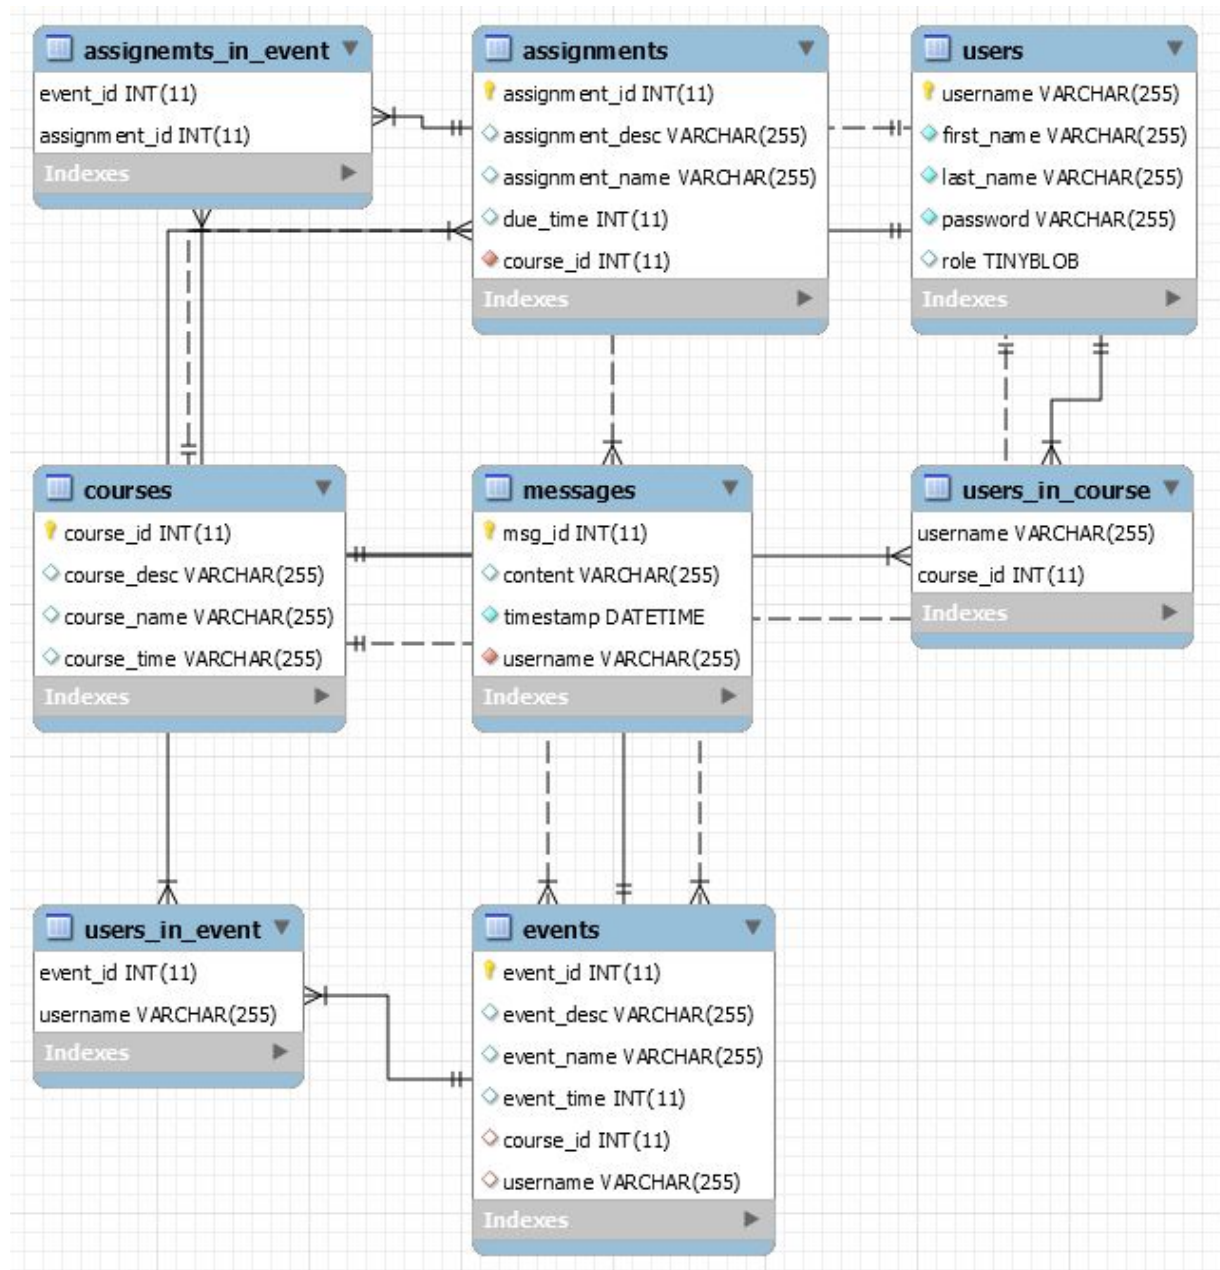 assignemts_in_event
event_id INT(11)
assignment_id INT(11)
Indexes
assignments
assignment_id INT(11)
assignment_desc VARCHAR(255)
assignment_name VARCHAR(255)
due_time INT(11)
course_id INT(11)
Indexes
users
username VARCHAR(255)
first_name VARCHAR(255)
last_name VARCHAR(255)
password VARCHAR(255)
role TINYBLOB
Indexes
courses
course_id INT(11)
course_desc VARCHAR(255)
course_name VARCHAR(255)
course_time VARCHAR(255)
Indexes
messages
msg_id INT(11)
content VARCHAR(255)
timestamp DATETIME
username VARCHAR(255)
Indexes
users_in_course
username VARCHAR(255)
course_id INT(11)
Indexes
users_in_event
event_id INT(11)
username VARCHAR(255)
Indexes
events
event_id INT(11)
event_desc VARCHAR(255)
event_name VARCHAR(255)
event_time INT(11)
course_id INT(11)
username VARCHAR(255)
Indexes